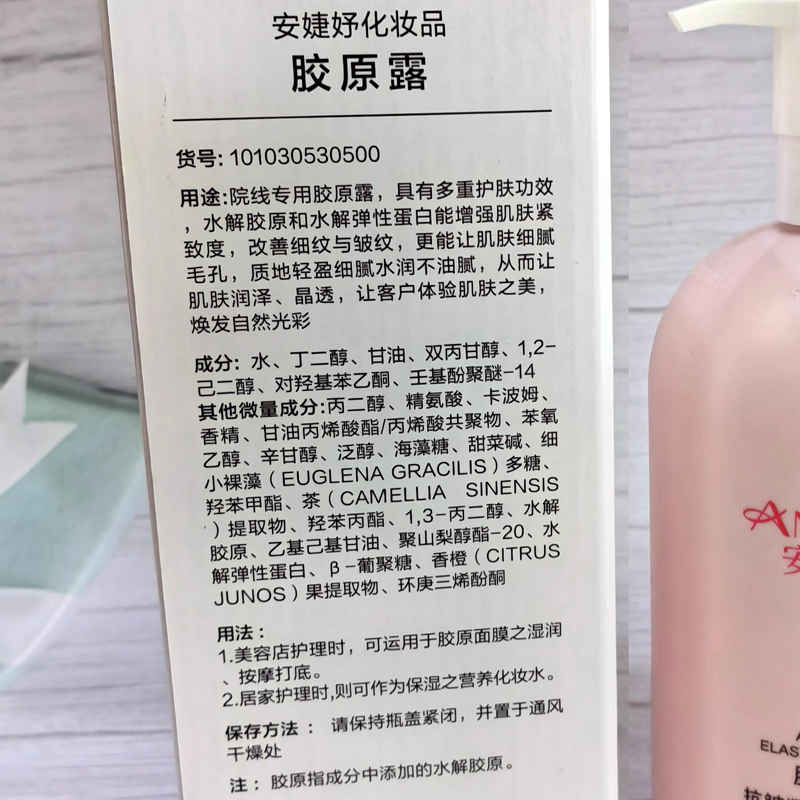 安婕妤化妆品
胶原露
货号: 101030530500
用途:院线专用胶原露，具有多重护肤功效
，水解胶原和水解弹性蛋白能增强肌肤紧
致度，改善细纹与皱纹，更能让肌肤细腻
毛孔，质地轻盈细腻水润不油腻，从而让
肌肤润泽、晶透，让客户体验肌肤之美，
焕发自然光彩
成分: 水、丁二醇、甘油、双丙甘醇、1,2-
己二醇、对羟基苯乙酮、壬基酚聚醚-14
其他微量成分:丙二醇、精氨酸、卡波姆、
香精、甘油丙烯酸酯/丙烯酸共聚物、苯氧
乙醇、辛甘醇、泛醇、海藻糖、甜菜碱、细
小裸藻（EUGLENA GRACILIS）多糖、
羟苯甲酯、茶（CAMELLIA SINENSIS
）提取物、羟苯丙酯、1,3-丙二醇、水解
胶原、乙基己基甘油、聚山梨醇酯-20、水
解弹性蛋白、β-葡聚糖、香橙（CITRUS
JUNOS）果提取物、环庚三烯酚酮
用法：
1.美容店护理时，可运用于胶原面膜之湿润
、按摩打底。
2.居家护理时,则可作为保湿之营养化妆水。
保存方法： 请保持瓶盖紧闭，并置于通风
干燥处
注：胶原指成分中添加的水解胶原。
安
ELAS